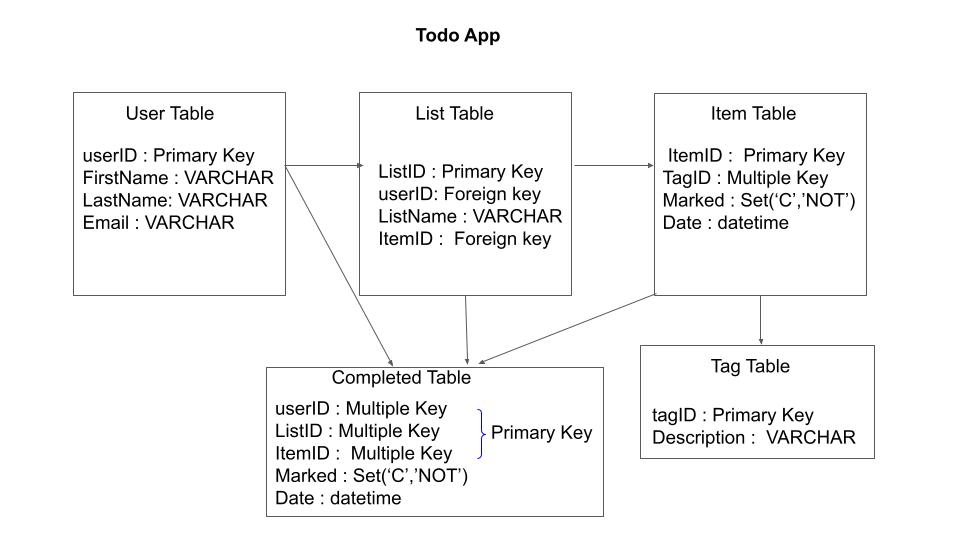 Todo App
User Table
userID : Primary Key
FirstName : VARCHAR
LastName: VARCHAR
Email : VARCHAR
List Table
ListID : Primary Key
userID: Foreign key
ListName : VARCHAR
ItemID :  Foreign key
Item Table
ItemID :  Primary Key
TagID : Multiple Key
Marked : Set(‘C’,’NOT’)
Date : datetime
Completed Table
userID : Multiple Key
ListID : Multiple Key
ItemID :  Multiple Key
Primary Key
Marked : Set(‘C’,’NOT’)
Date : datetime
Tag Table
tagID : Primary Key
Description :  VARCHAR